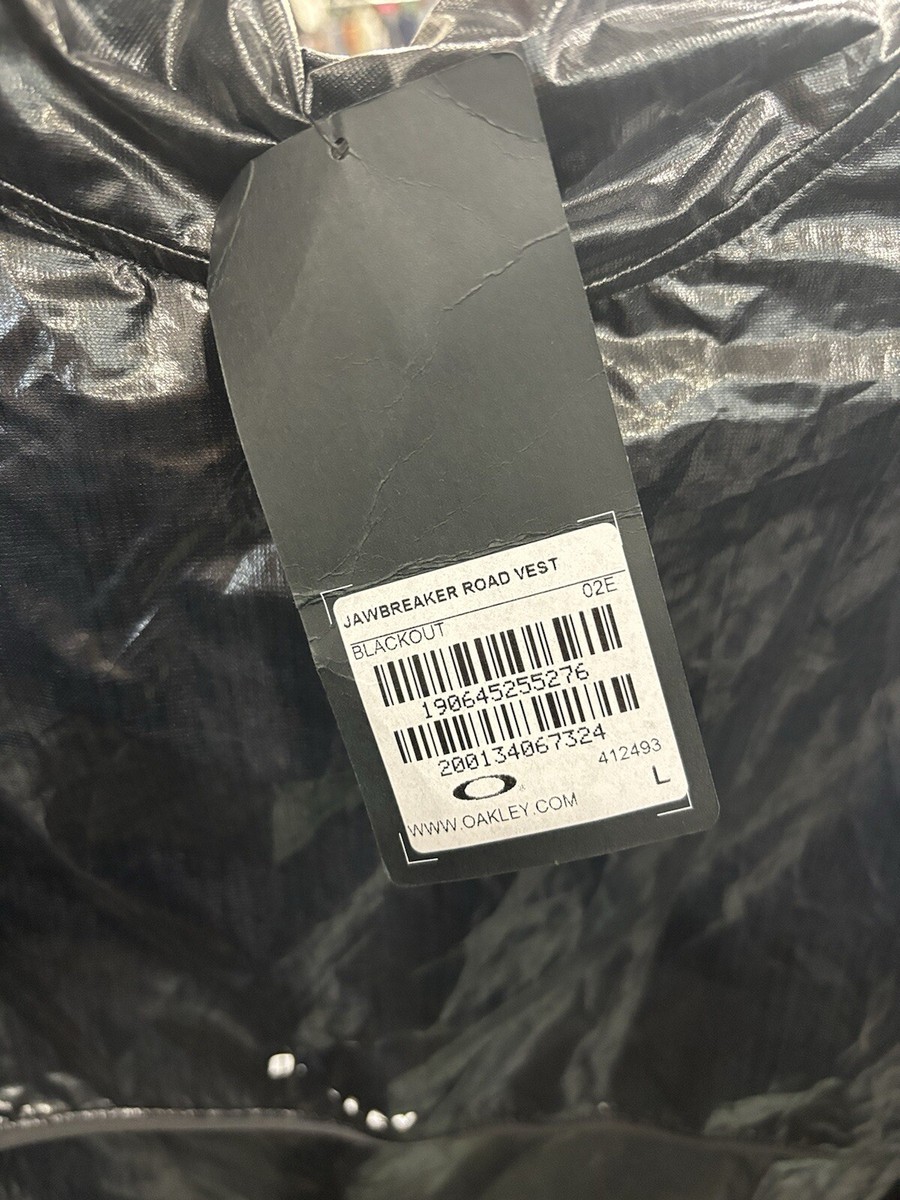 JAWBREAKER ROAD VEST
BLACKOUT 02E
190645255276
200134067324
412493
® L
WWW.OAKLEY.COM